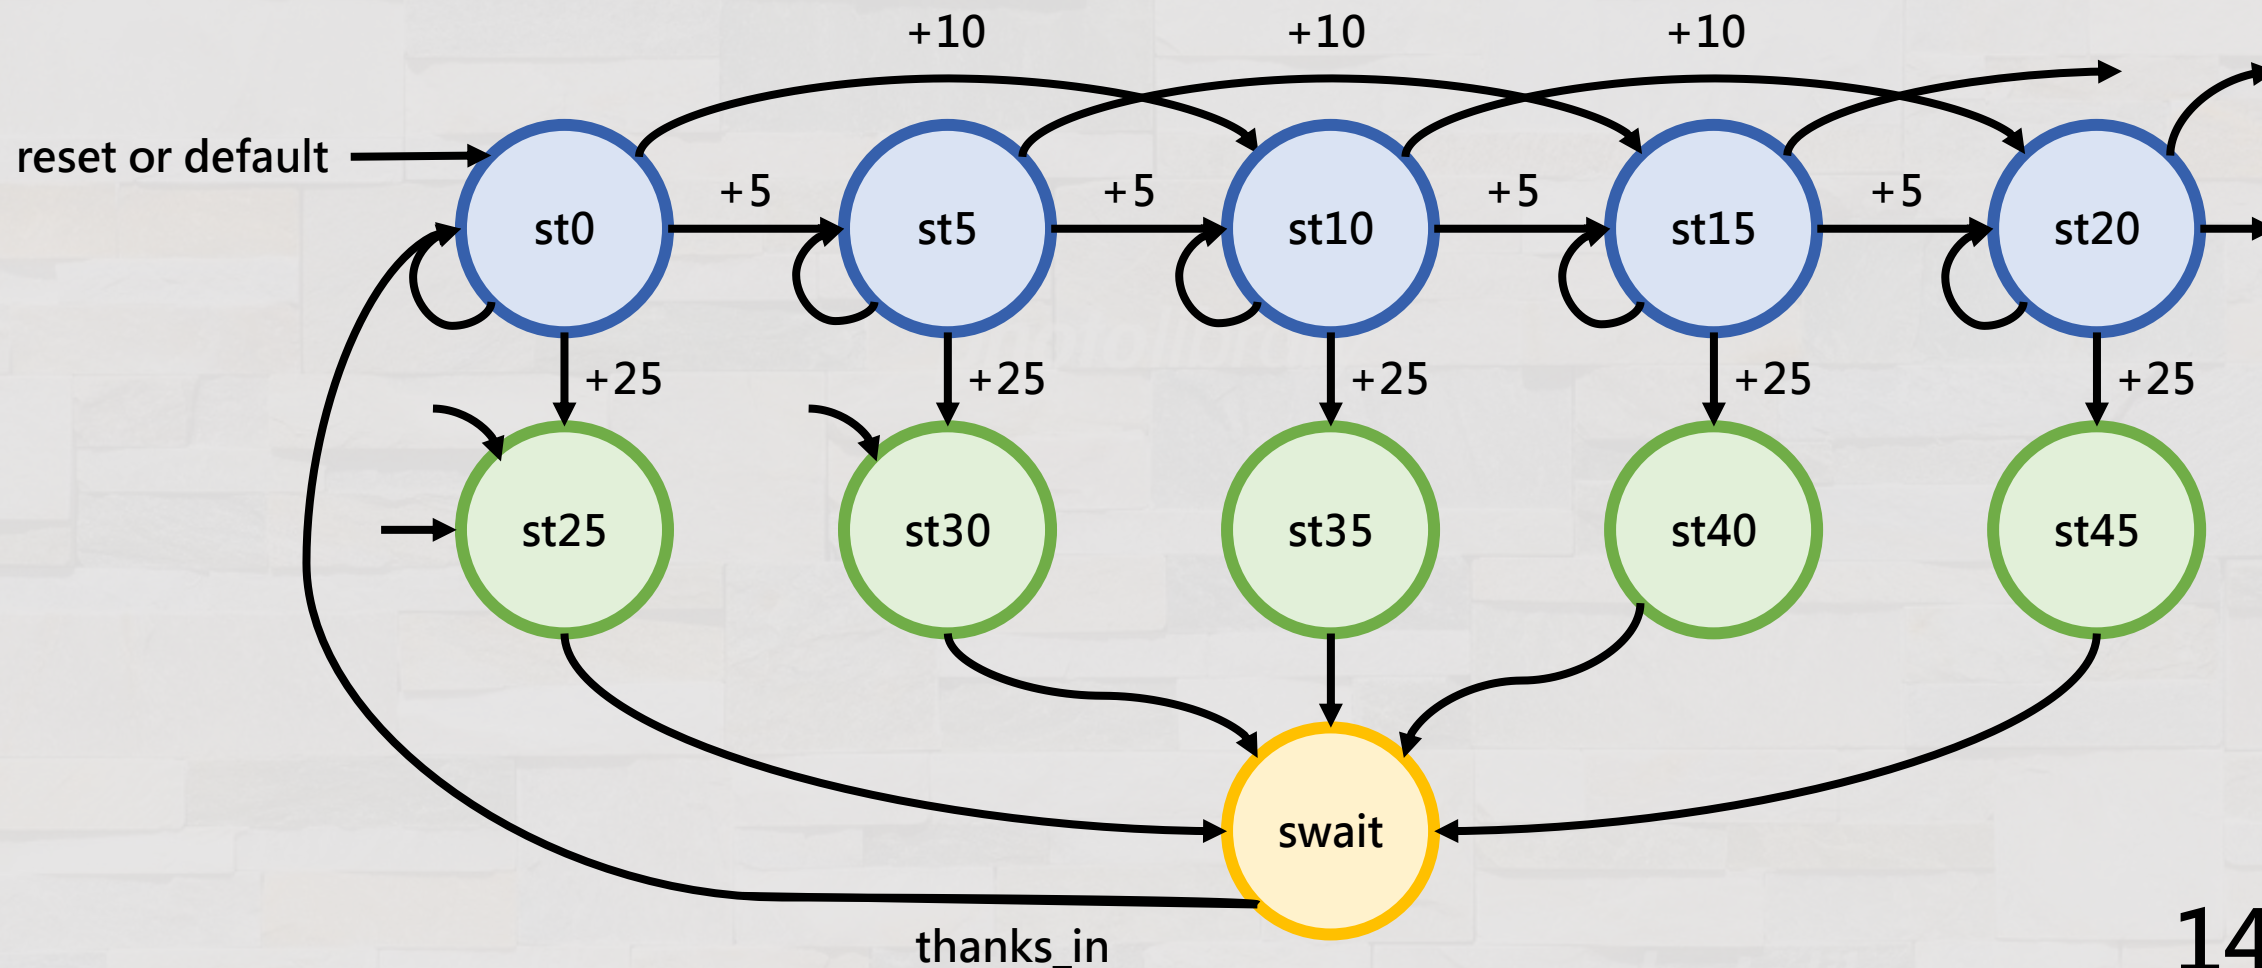 +10
+10
+10
reset or default
+5
+5
+5
+5
st0
st5
st10
st15
st20
+25
+25
+25
+25
+25
st25
st30
st35
st40
st45
swait
thanks_in
14